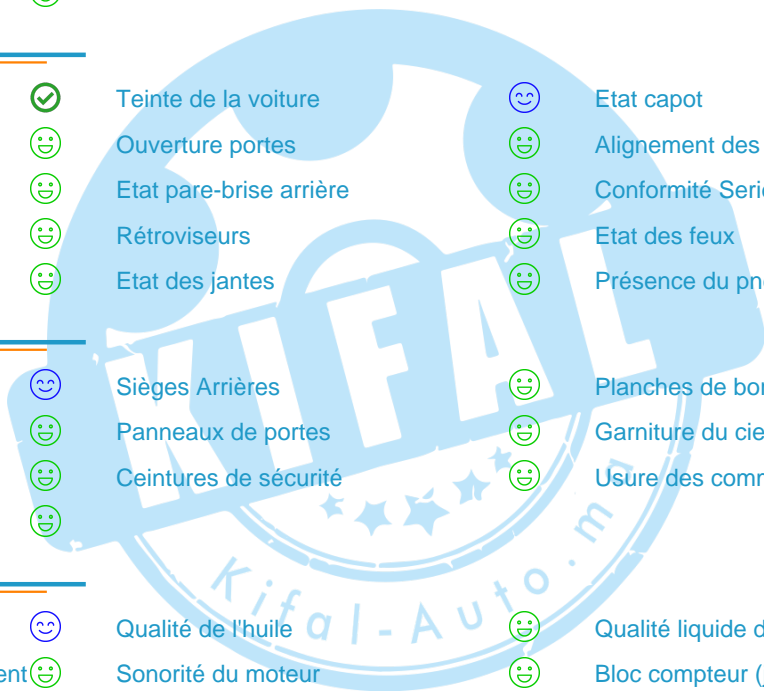 Teinte de la voiture Etat capot
Ouverture portes Alignement des
Etat pare-brise arrière Conformité Seri
Rétroviseurs Etat des feux
Etat des jantes Présence du pn
KIFAL
Sièges Arrières Planches de bor
Panneaux de portes Garniture du cie
Ceintures de sécurité Usure des comm
Kifal-Auto.m
Qualité de l'huile Qualité liquide d
ent Sonorité du moteur Bloc compteur (